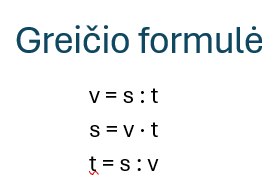 Greičio formulė
v = s : t
s = v · t
t = s : v